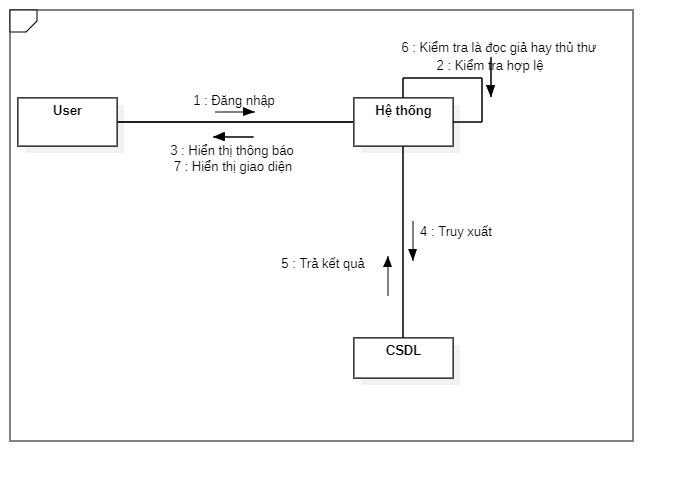 6 : Kiểm tra là đọc giả hay thủ thư
2 : Kiểm tra hợp lệ
1 : Đăng nhập
User
Hệ thống
3 : Hiển thị thông báo
7 : Hiển thị giao diện
4 : Truy xuất
5 : Trả kết quả
CSDL